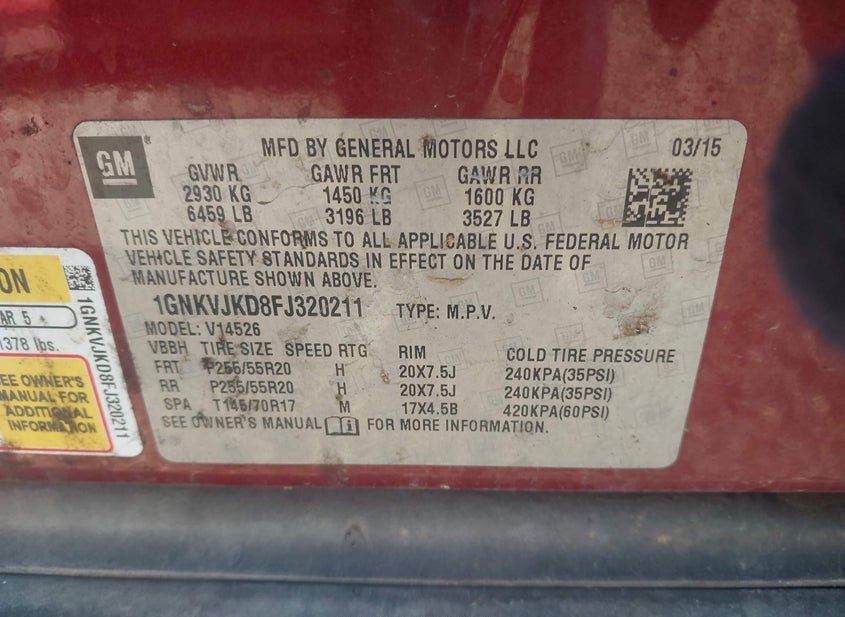 GM
MFD BY GENERAL MOTORS LLC 03/15
GVWR GAWR FRT GAWR RR
2930 KG 1450 KG 1600 KG
6459 LB 3196 LB 3527 LB
THIS VEHICLE CONFORMS TO ALL APPLICABLE U.S. FEDERAL MOTOR
VEHICLE SAFETY STANDARDS IN EFFECT ON THE DATE OF
MANUFACTURE SHOWN ABOVE.
1GNKVJKD8FJ320211 TYPE: M.P.V.
MODEL: V14526
VBBH TIRE SIZE SPEED RTG RIM COLD TIRE PRESSURE
FRT P255/55R20 H 20X7.5J 240KPA(35PSI)
RR P255/55R20 H 20X7.5J 240KPA(35PSI)
SPA T145/70R17 M 17X4.5B 420KPA(60PSI)
SEE OWNER'S MANUAL i FOR MORE INFORMATION.
ON
AR 5
1378 lbs.
SEE OWNER'S
MANUAL FOR
ADDITIONAL
INFORMATION
1GNKVJKD8FJ320211